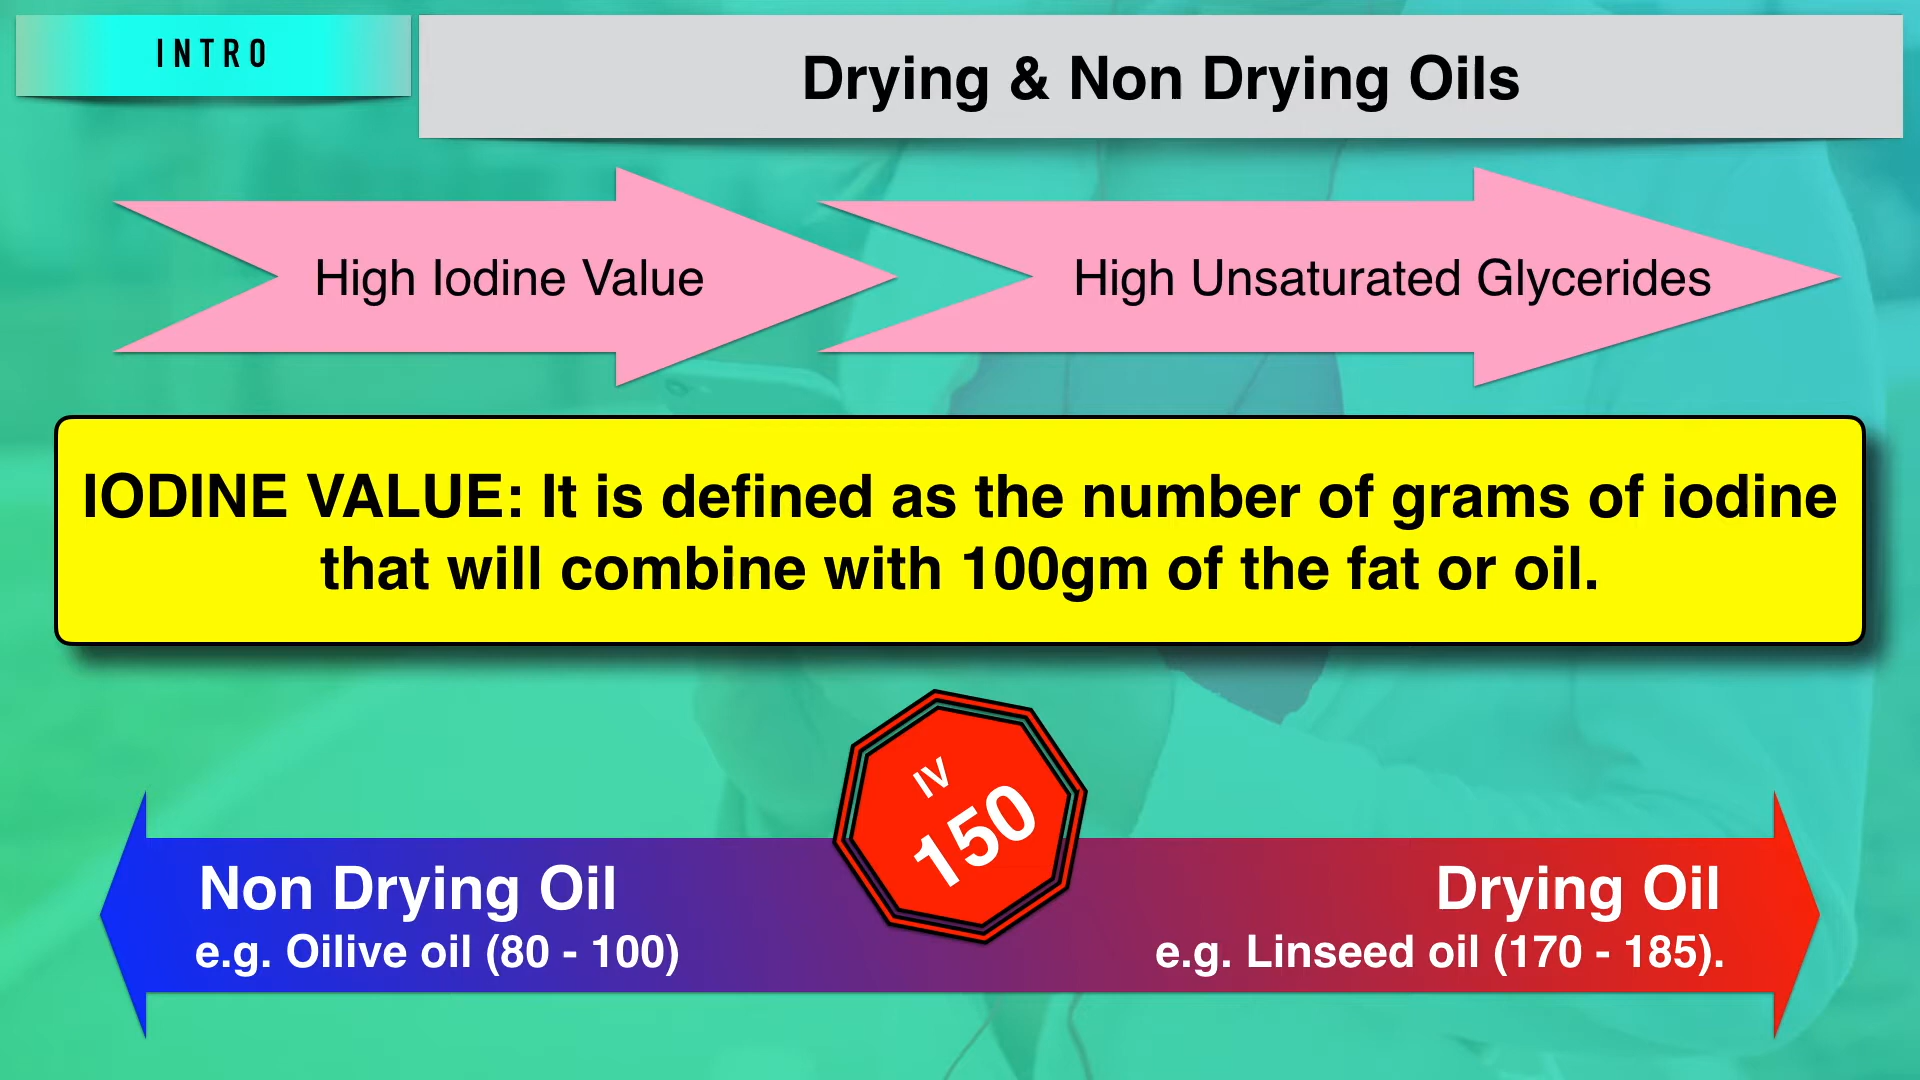 INTRO
Drying & Non Drying Oils
High Iodine Value
High Unsaturated Glycerides
IODINE VALUE: It is defined as the number of grams of iodine
that will combine with 100gm of the fat or oil.
IV
150
Non Drying Oil
e.g. Oilive oil (80 - 100)
Drying Oil
e.g. Linseed oil (170 - 185).